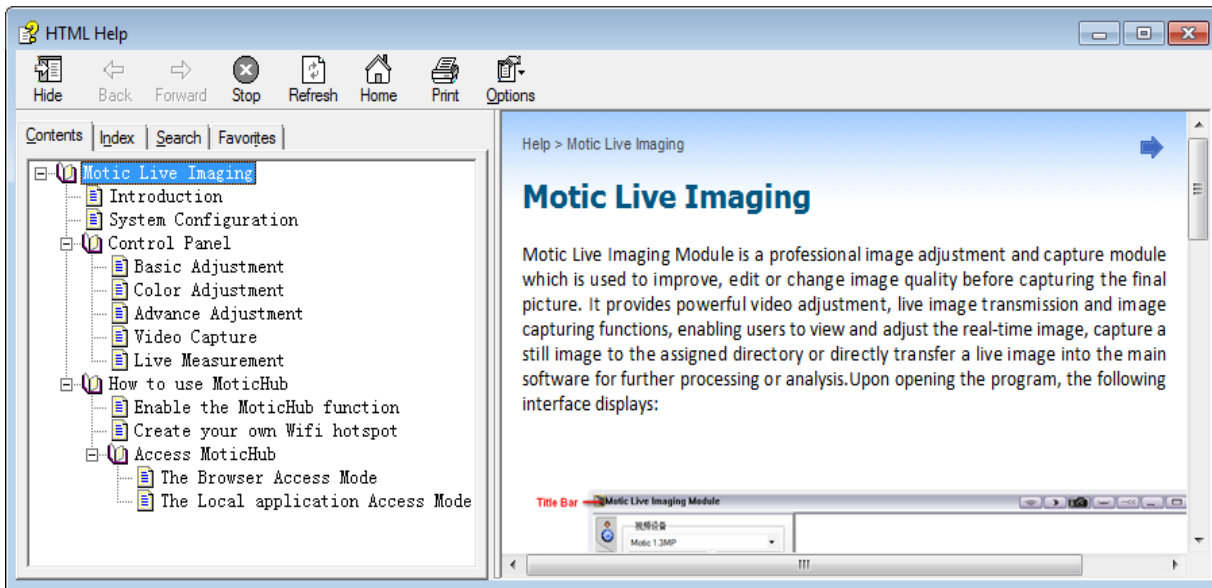 HTML Help
Hide Back Forward Stop Refresh Home Print Options
Contents Index Search Favorites
Motic Live Imaging
Introduction
System Configuration
Control Panel
Basic Adjustment
Color Adjustment
Advance Adjustment
Video Capture
Live Measurement
How to use MoticHub
Enable the MoticHub function
Create your own Wifi hotspot
Access MoticHub
The Browser Access Mode
The Local application Access Mode
Help > Motic Live Imaging
Motic Live Imaging
Motic Live Imaging Module is a professional image adjustment and capture module
which is used to improve, edit or change image quality before capturing the final
picture. It provides powerful video adjustment, live image transmission and image
capturing functions, enabling users to view and adjust the real-time image, capture a
still image to the assigned directory or directly transfer a live image into the main
software for further processing or analysis.Upon opening the program, the following
interface displays:
Title Bar
Motic Live Imaging Module
视频设备
Motic 1.3MP